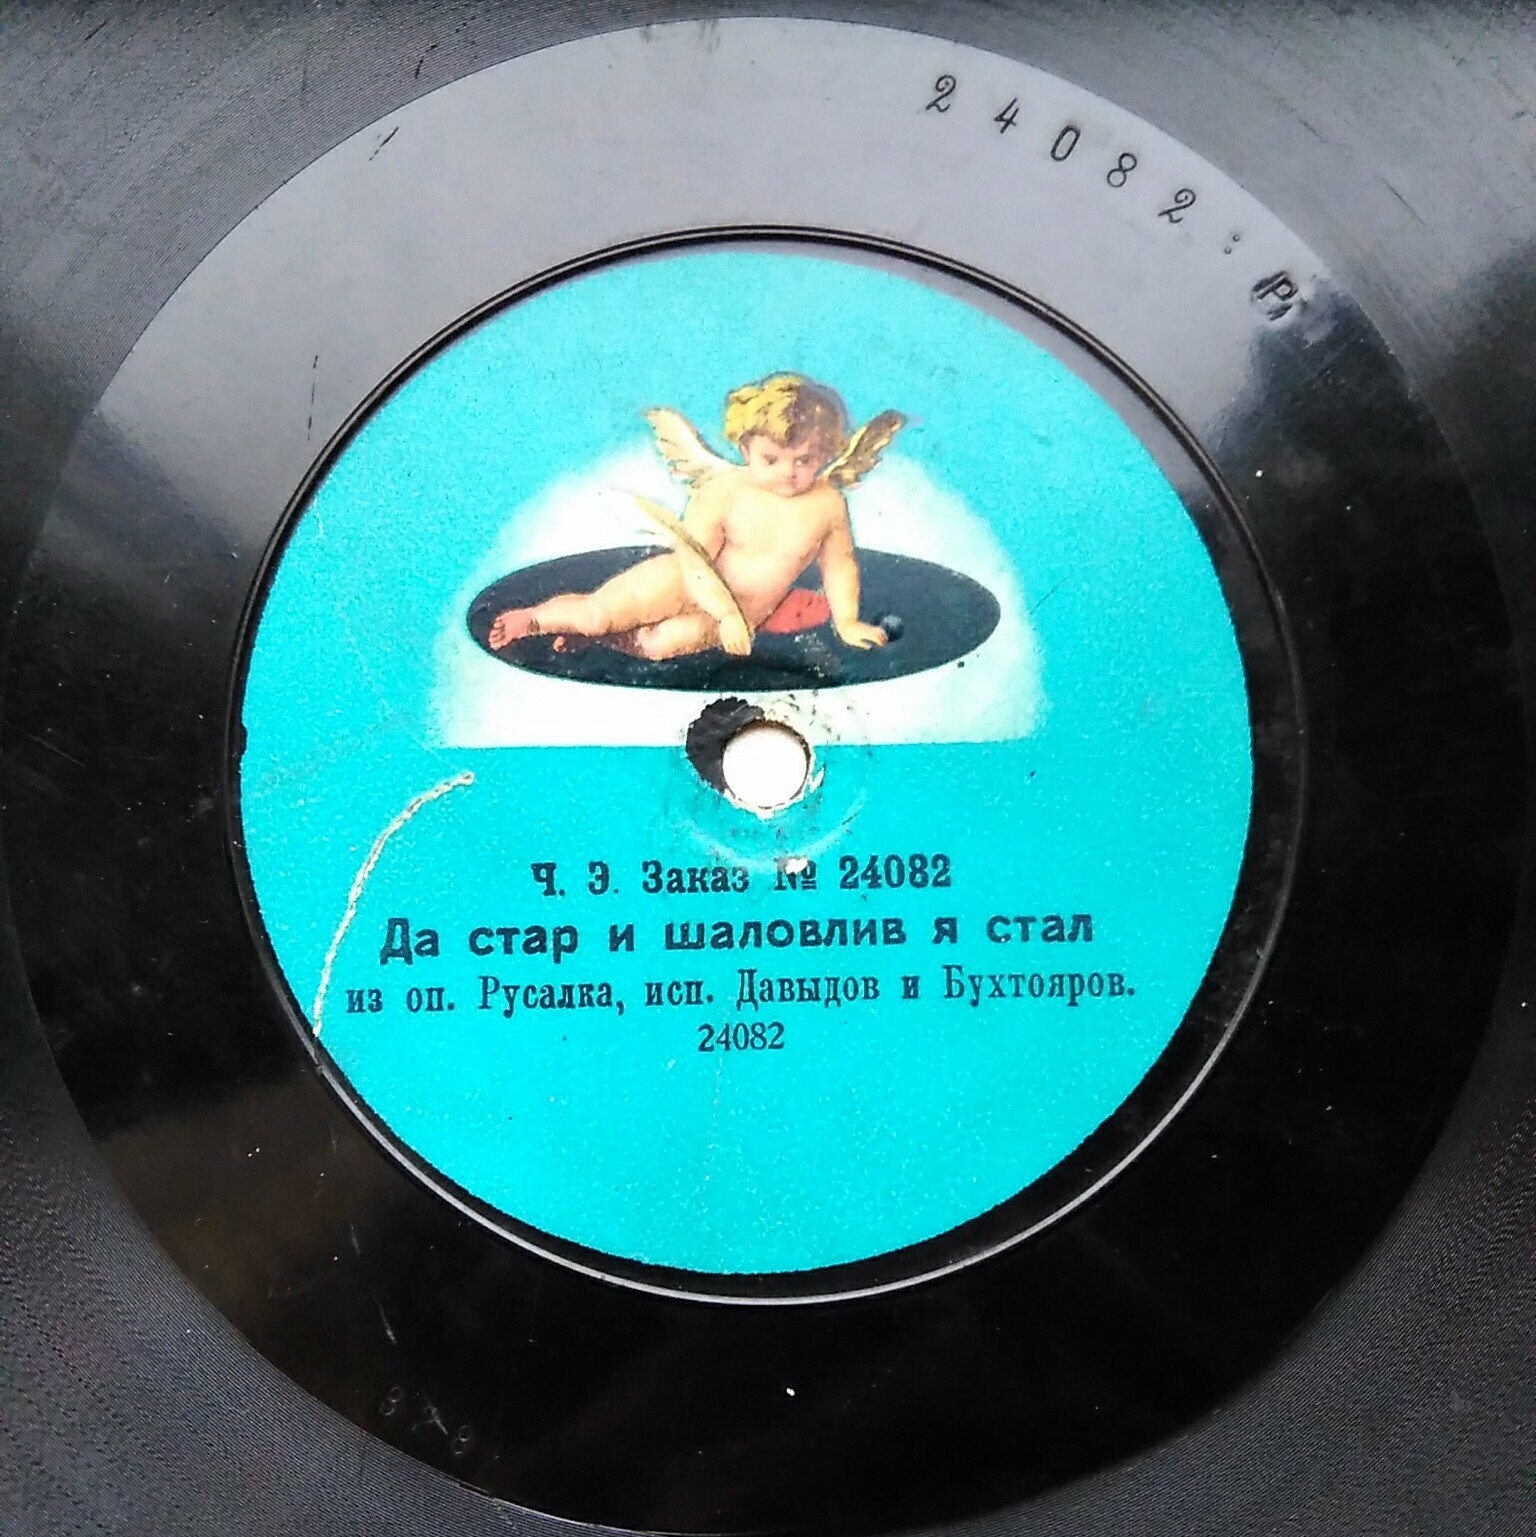 24082 :
Ч. Э. Заказ № 24082
Да стар и шаловлив я стал
из оп. Русалка, исп. Давыдов и Бухтояров.
24082